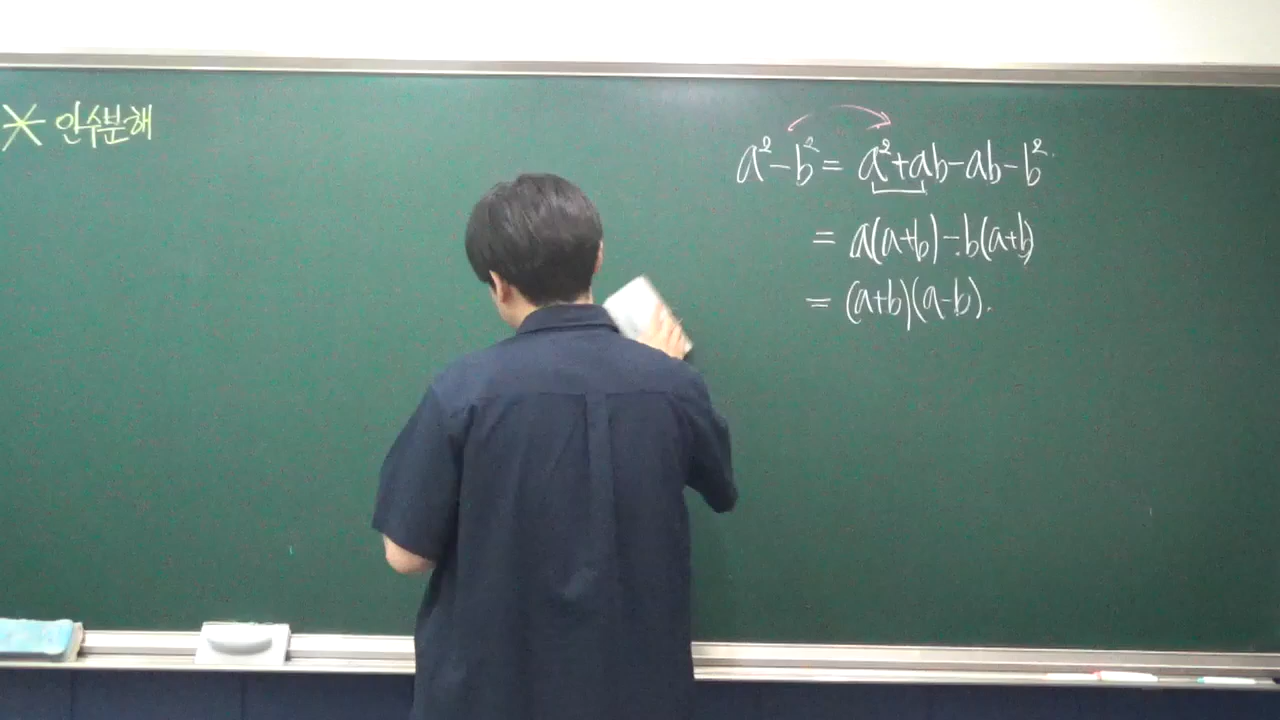 * 인수분해
a² - b² = a² + ab - ab - b²
= a(a+b) - b(a+b)
= (a+b)(a-b).